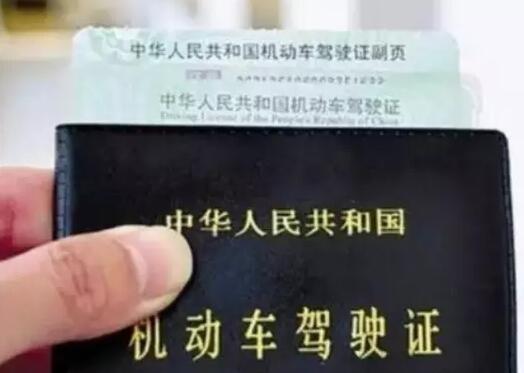 中华人民共和国机动车驾驶证副页
中华人民共和国机动车驾驶证
Driving License of the People's Republic of China
中华人民共和国
机动车驾驶证